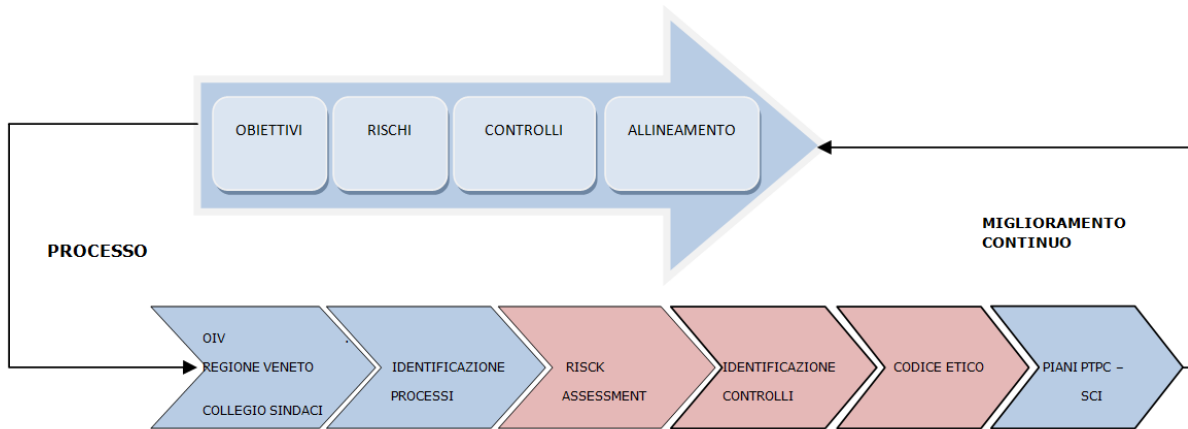 OBIETTIVI
RISCHI
CONTROLLI
ALLINEAMENTO
PROCESSO
MIGLIORAMENTO
CONTINUO
OIV .
REGIONE VENETO
COLLEGIO SINDACI
IDENTIFICAZIONE
PROCESSI
RISCK
ASSESSMENT
IDENTIFICAZIONE
CONTROLLI
CODICE ETICO
PIANI PTPC –
SCI